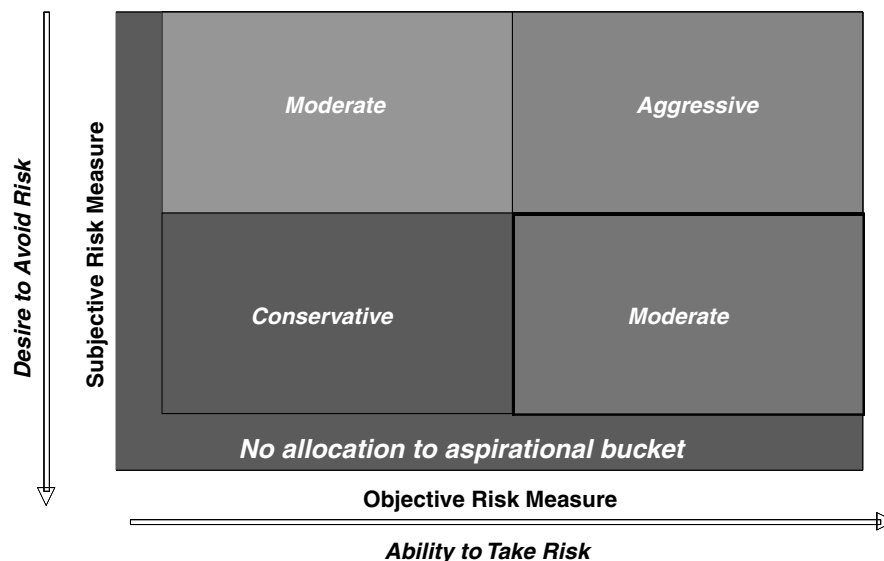 Desire to Avoid Risk
Subjective Risk Measure
Moderate
Aggressive
Conservative
Moderate
No allocation to aspirational bucket
Objective Risk Measure
Ability to Take Risk